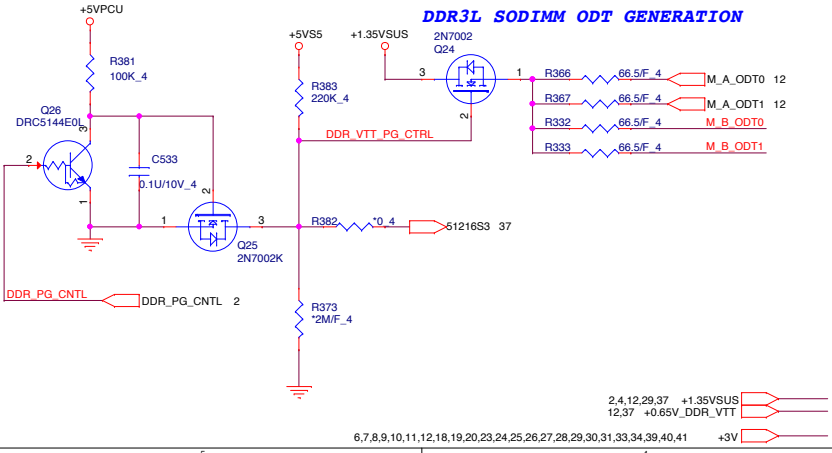 DDR3L SODIMM ODT GENERATION
+5VPCU
+5VS5
+1.35VSUS
2N7002
Q24
R381
100K_4
3
1
2
R366
66.5/F_4
M_A_ODT0 12
R367
66.5/F_4
M_A_ODT1 12
R332
66.5/F_4
M_B_ODT0
R333
66.5/F_4
M_B_ODT1
R383
220K_4
Q26
DRC5144E0L
3
2
1
DDR_VTT_PG_CTRL
C533
0.1U/10V_4
2
1
3
Q25
2N7002K
R382
*0_4
51216S3 37
DDR_PG_CNTL
DDR_PG_CNTL 2
R373
*2M/F_4
2,4,12,29,37 +1.35VSUS
12,37 +0.65V_DDR_VTT
6,7,8,9,10,11,12,18,19,20,23,24,25,26,27,28,29,30,31,33,34,39,40,41 +3V